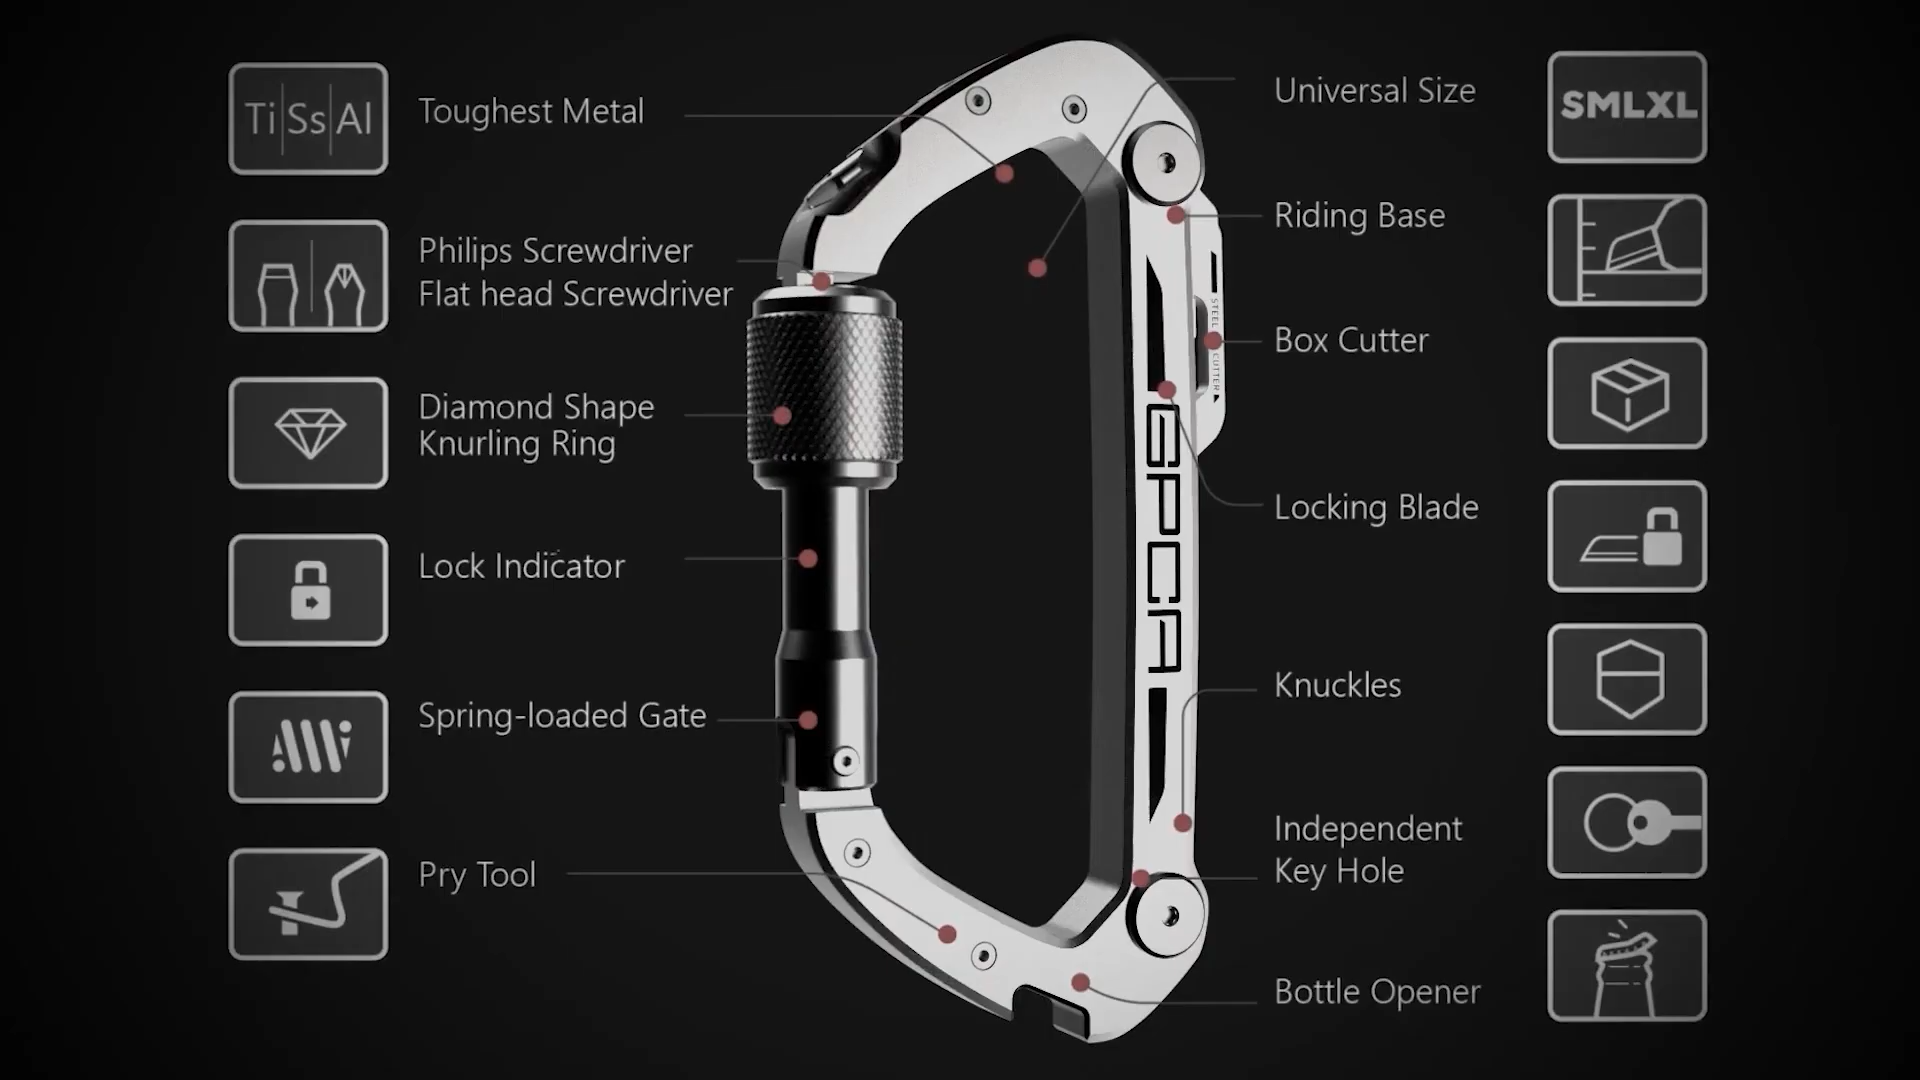 Ti|Ss|Al
Toughest Metal
Philips Screwdriver
Flat head Screwdriver
Diamond Shape
Knurling Ring
Lock Indicator
Spring-loaded Gate
Pry Tool
STEEL CUTTER
GPCA
Universal Size
SMLXL
Riding Base
Box Cutter
Locking Blade
Knuckles
Independent
Key Hole
Bottle Opener